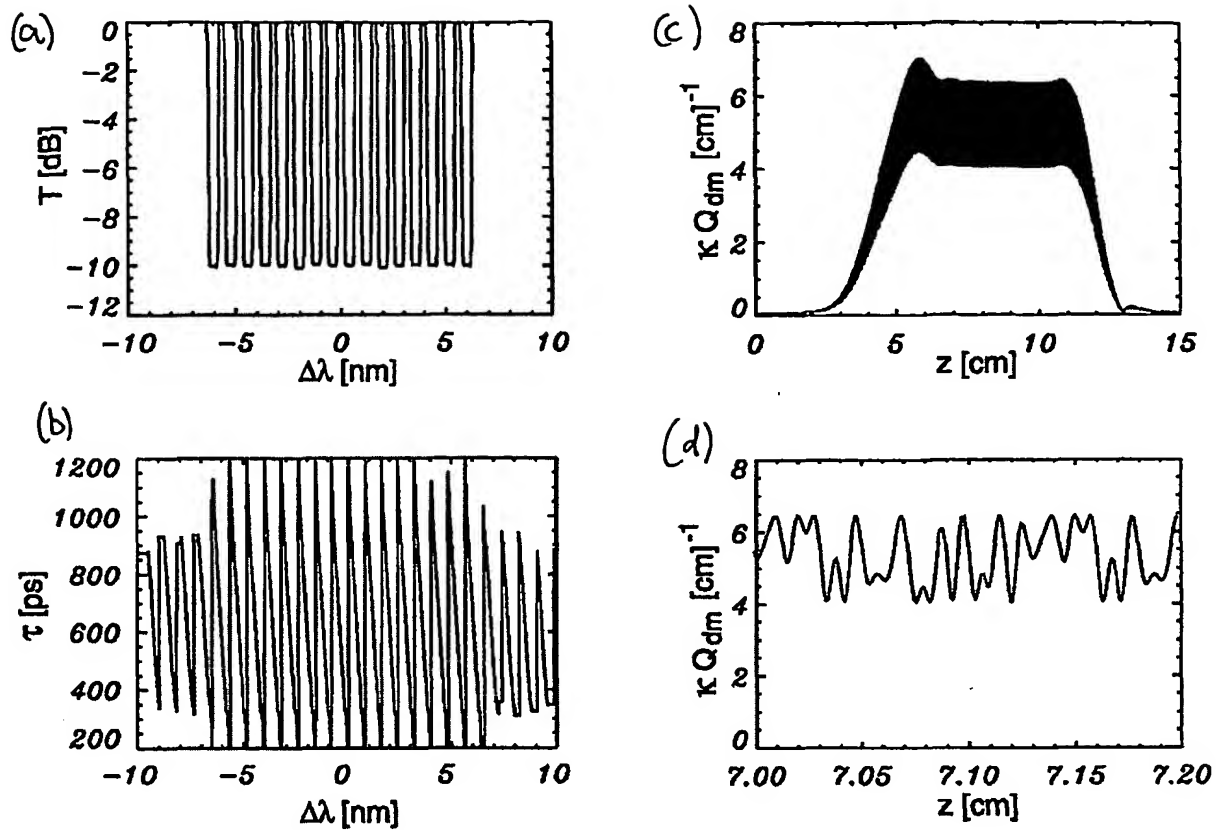 (a)
T [dB]
0
-2
-4
-6
-8
-10
-12
-10 -5 0 5 10
Δλ [nm]
(b)
τ [ps]
1200
1000
800
600
400
200
-10 -5 0 5 10
Δλ [nm]
(c)
κ Q_dm [cm]^-1
8
6
4
2
0
0 5 10 15
z [cm]
(d)
κ Q_dm [cm]^-1
8
6
4
2
0
7.00 7.05 7.10 7.15 7.20
z [cm]